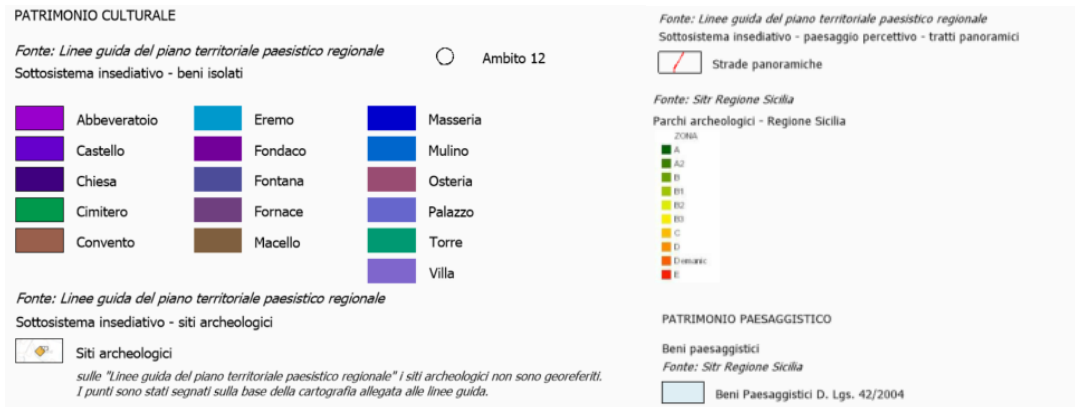 PATRIMONIO CULTURALE
Fonte: Linee guida del piano territoriale paesistico regionale
Sottosistema insediativo - beni isolati
Ambito 12
Abbeveratoio
Castello
Chiesa
Cimitero
Convento
Eremo
Fondaco
Fontana
Fornace
Macello
Masseria
Mulino
Osteria
Palazzo
Torre
Villa
Fonte: Linee guida del piano territoriale paesistico regionale
Sottosistema insediativo - siti archeologici
Siti archeologici
sulle "Linee guida del piano territoriale paesistico regionale" i siti archeologici non sono georeferiti.
I punti sono stati segnati sulla base della cartografia allegata alle linee guida.
Fonte: Linee guida del piano territoriale paesistico regionale
Sottosistema insediativo - paesaggio percettivo - tratti panoramici
Strade panoramiche
Fonte: Sitr Regione Sicilia
Parchi archeologici - Regione Sicilia
ZONA
A
A2
B
B1
B2
B3
C
D
Demanic
E
PATRIMONIO PAESAGGISTICO
Beni paesaggistici
Fonte: Sitr Regione Sicilia
Beni Paesaggistici D. Lgs. 42/2004